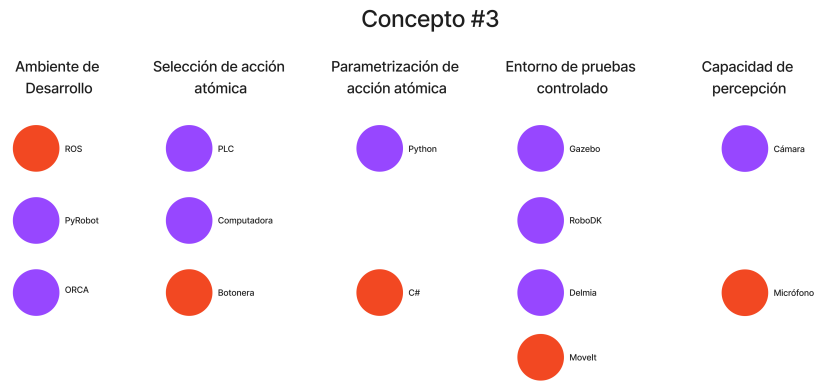 Concepto #3
Ambiente de
Desarrollo
Selección de acción
atómica
Parametrización de
acción atómica
Entorno de pruebas
controlado
Capacidad de
percepción
ROS
PLC
Python
Gazebo
Cámara
PyRobot
Computadora
RoboDK
ORCA
Botonera
C#
Delmia
Micrófono
MoveIt